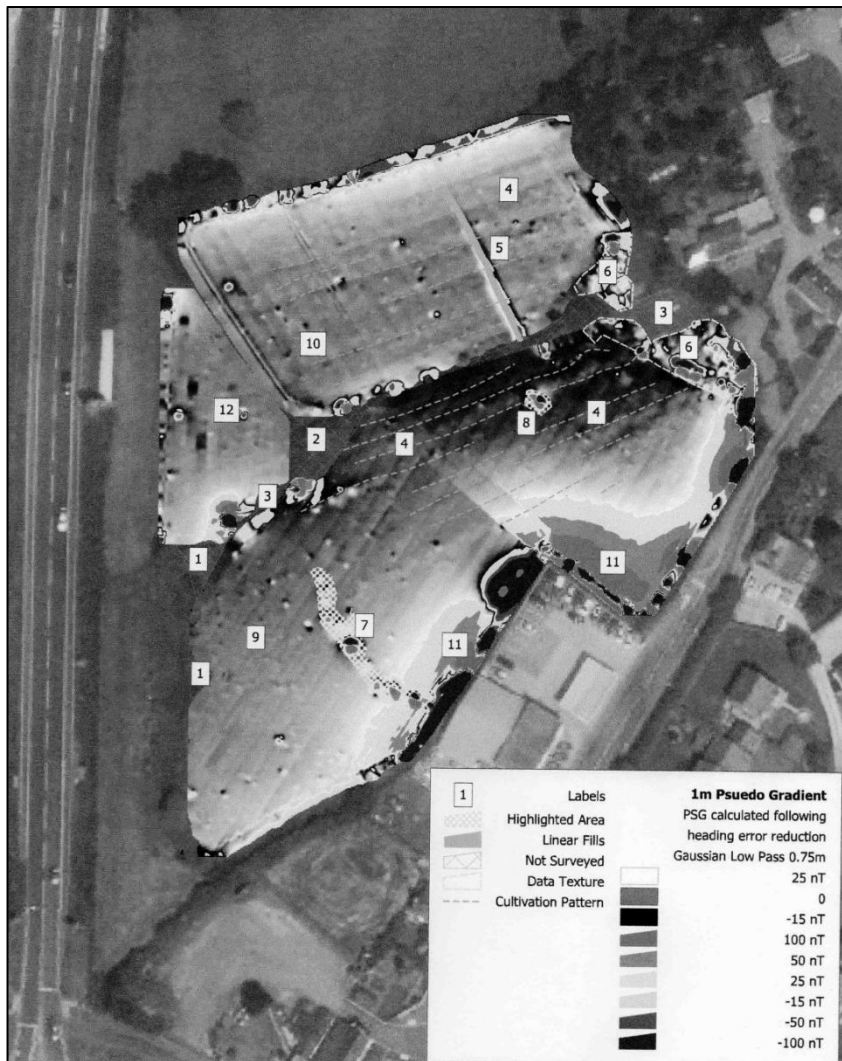 4
5
6
3
6
10
12
8
4
2
4
3
11
1
7
9
11
1
1 Labels
Highlighted Area
Linear Fills
Not Surveyed
Data Texture
Cultivation Pattern
1m Psuedo Gradient
PSG calculated following
heading error reduction
Gaussian Low Pass 0.75m
25 nT
0
-15 nT
100 nT
50 nT
25 nT
-15 nT
-50 nT
-100 nT